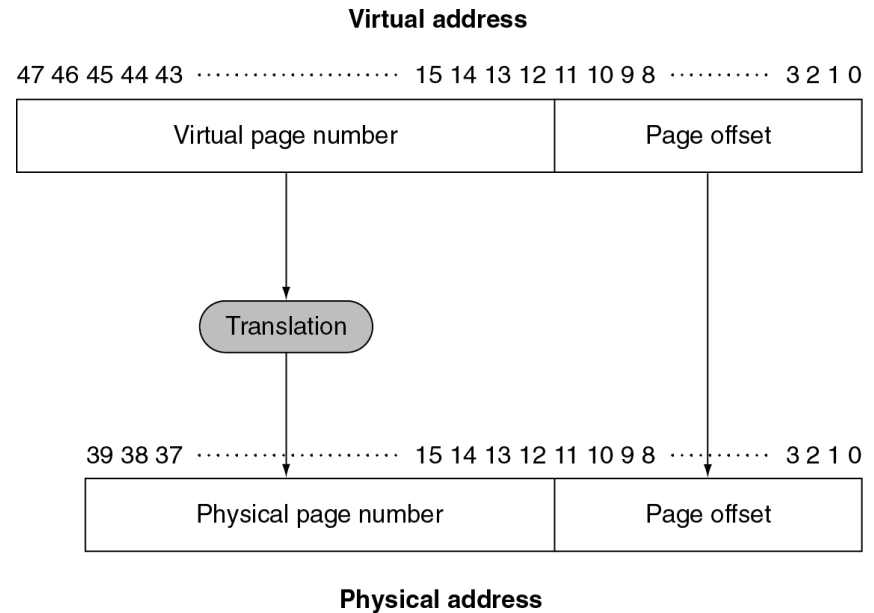 Virtual address
47 46 45 44 43 ...................... 15 14 13 12 11 10 9 8 ........... 3 2 1 0
Virtual page number Page offset
Translation
39 38 37 ...................... 15 14 13 12 11 10 9 8 ........... 3 2 1 0
Physical page number Page offset
Physical address